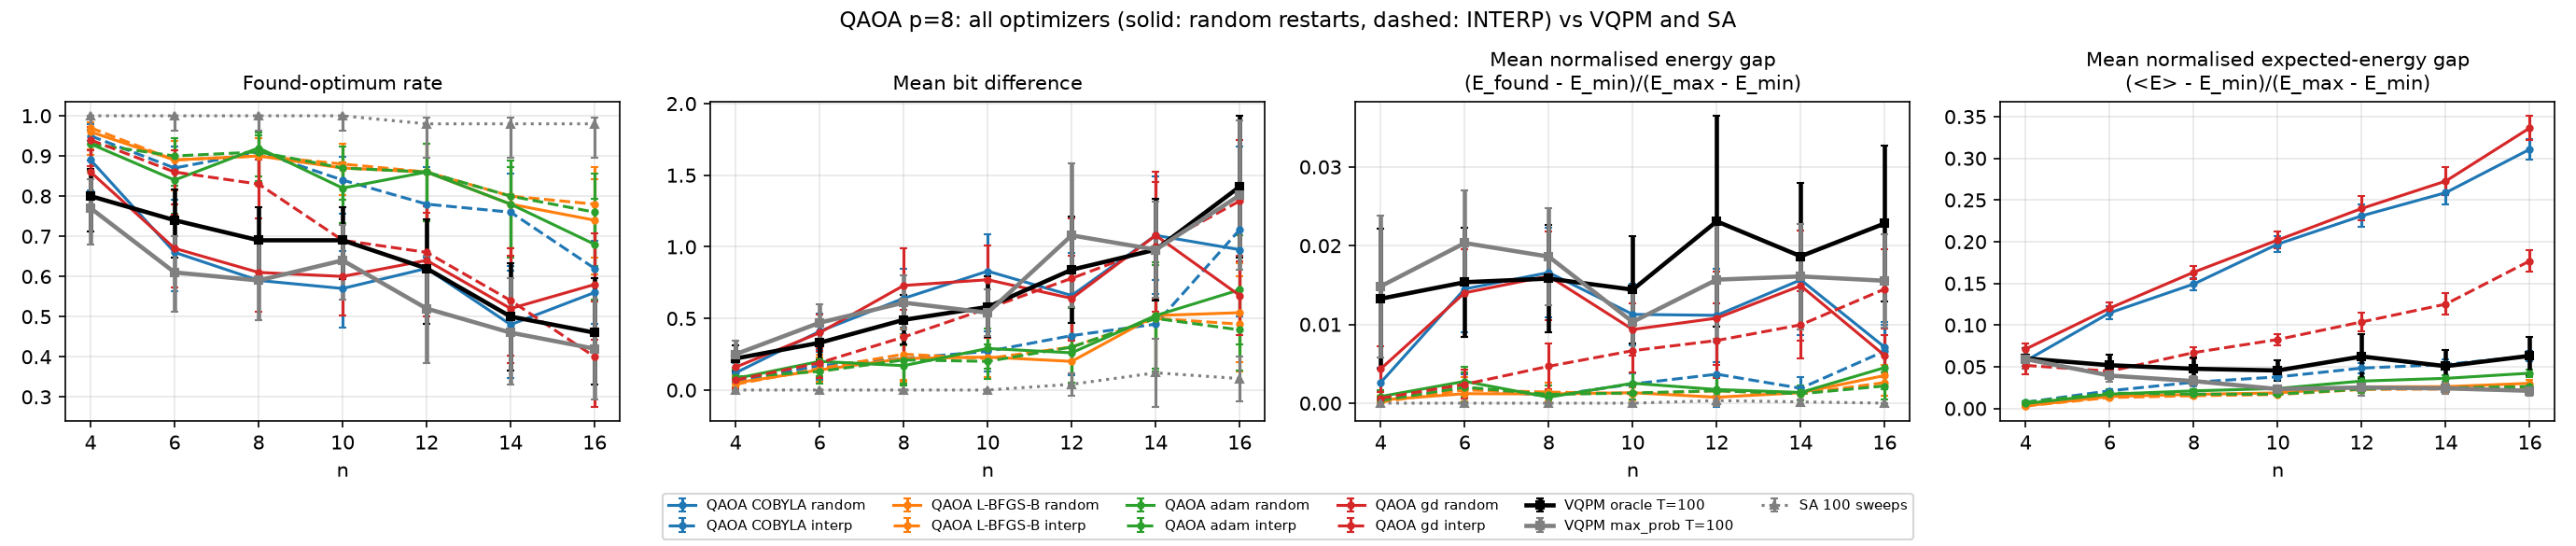 QAOA p=8: all optimizers (solid: random restarts, dashed: INTERP) vs VQPM and SA
Found-optimum rate
1.0
0.9
0.8
0.7
0.6
0.5
0.4
0.3
4 6 8 10 12 14 16
n
Mean bit difference
2.0
1.5
1.0
0.5
0.0
4 6 8 10 12 14 16
n
Mean normalised energy gap
(E_found - E_min)/(E_max - E_min)
0.03
0.02
0.01
0.00
4 6 8 10 12 14 16
n
Mean normalised expected-energy gap
(<E> - E_min)/(E_max - E_min)
0.35
0.30
0.25
0.20
0.15
0.10
0.05
0.00
4 6 8 10 12 14 16
n
QAOA COBYLA random
QAOA COBYLA interp
QAOA L-BFGS-B random
QAOA L-BFGS-B interp
QAOA adam random
QAOA adam interp
QAOA gd random
QAOA gd interp
VQPM oracle T=100
VQPM max_prob T=100
SA 100 sweeps